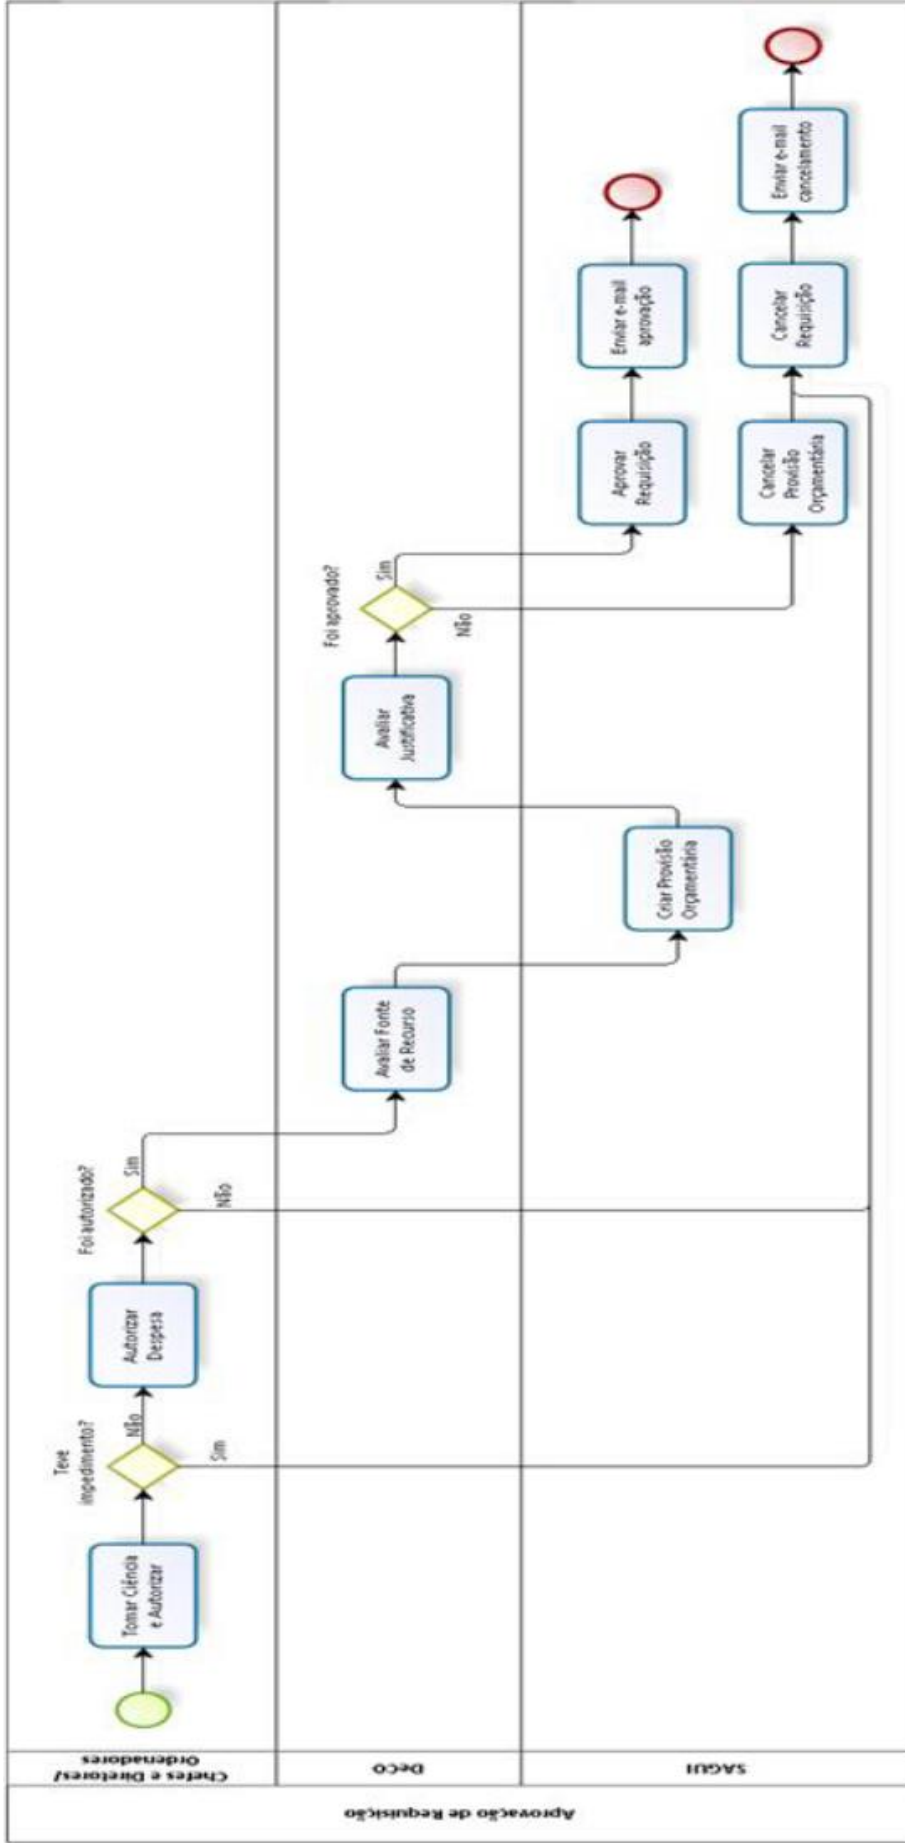 Aprovação de Requisição
Chefes e Diretores/
Ordenadores
DeCO
SAGUI
Tomar Ciência
e Autorizar
Teve
impedimento?
Não
Sim
Autorizar
Despesa
Foi autorizado?
Sim
Não
Avaliar Fonte
de Recurso
Criar Provisão
Orçamentária
Avaliar
Justificativa
Foi aprovado?
Sim
Não
Aprovar
Requisição
Enviar e-mail
aprovação
Cancelar
Provisão
Orçamentária
Cancelar
Requisição
Enviar e-mail
cancelamento